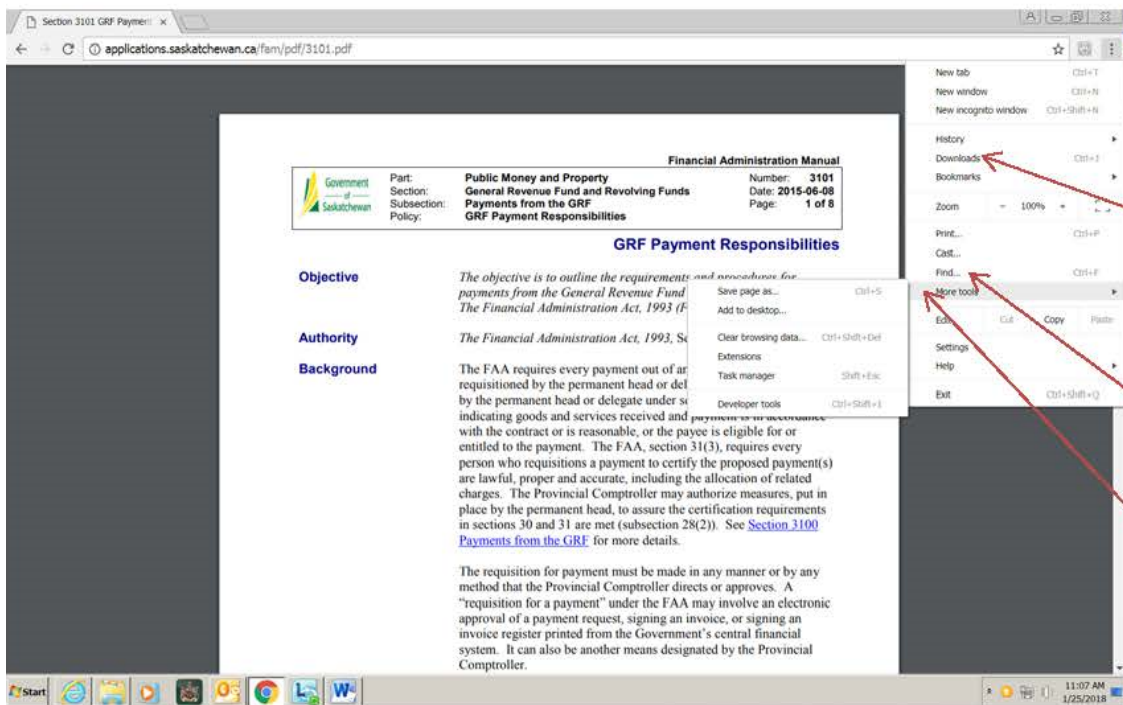 Section 3101 GRF Payment
applications.saskatchewan.ca/fam/pdf/3101.pdf
New tab Ctrl+T
New window Ctrl+N
New incognito window Ctrl+Shift+N
History
Downloads Ctrl+J
Bookmarks
Zoom - 100% +
Print... Ctrl+P
Cast...
Find... Ctrl+F
More tools
Edit Cut Copy Paste
Settings
Help
Exit Ctrl+Shift+Q
Save page as... Ctrl+S
Add to desktop...
Clear browsing data... Ctrl+Shift+Del
Extensions
Task manager Shift+Esc
Developer tools Ctrl+Shift+I
Financial Administration Manual
Government of Saskatchewan
Part: Public Money and Property Number: 3101
Section: General Revenue Fund and Revolving Funds Date: 2015-06-08
Subsection: Payments from the GRF Page: 1 of 8
Policy: GRF Payment Responsibilities
GRF Payment Responsibilities
Objective The objective is to outline the requirements and procedures for
payments from the General Revenue Fund
The Financial Administration Act, 1993 (F
Authority The Financial Administration Act, 1993, Se
Background The FAA requires every payment out of
requisitioned by the permanent head or del
by the permanent head or delegate under
indicating goods and services received and payment is in accordance
with the contract or is reasonable, or the payee is eligible for or
entitled to the payment. The FAA, section 31(3), requires every
person who requisitions a payment to certify the proposed payment(s)
are lawful, proper and accurate, including the allocation of related
charges. The Provincial Comptroller may authorize measures, put in
place by the permanent head, to assure the certification requirements
in sections 30 and 31 are met (subsection 28(2)). See Section 3100
Payments from the GRF for more details.
The requisition for payment must be made in any manner or by any
method that the Provincial Comptroller directs or approves. A
“requisition for a payment” under the FAA may involve an electronic
approval of a payment request, signing an invoice, or signing an
invoice register printed from the Government’s central financial
system. It can also be another means designated by the Provincial
Comptroller.
Start
11:07 AM
1/25/2018